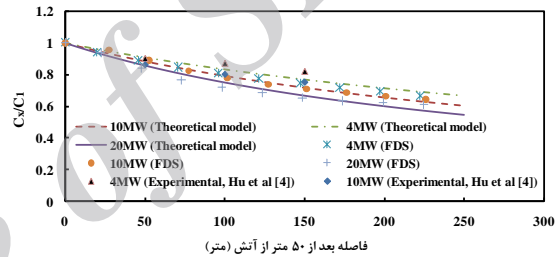 of S
Cx/C1
1.2
1
0.8
0.6
0.4
0.2
0
10MW (Theoretical model)
4MW (Theoretical model)
20MW (Theoretical model)
4MW (FDS)
10MW (FDS)
20MW (FDS)
4MW (Experimental, Hu et al [4])
10MW (Experimental, Hu et al [4])
0 50 100 150 200 250 300
فاصله بعد از ۵۰ متر از آتش (متر)